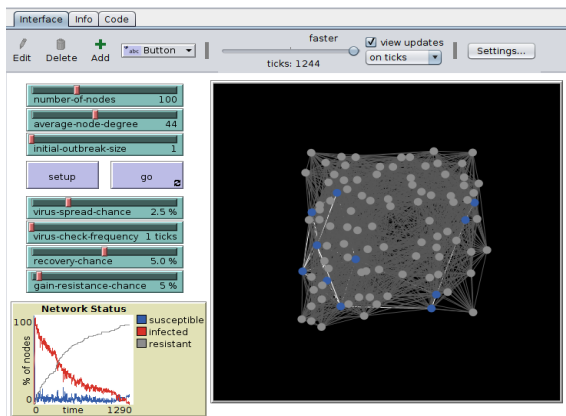 Interface Info Code
Edit Delete Add abc Button faster view updates Settings...
ticks: 1244 on ticks
number-of-nodes 100
average-node-degree 44
initial-outbreak-size 1
setup go
virus-spread-chance 2.5 %
virus-check-frequency 1 ticks
recovery-chance 5.0 %
gain-resistance-chance 5 %
Network Status
100
% of nodes
0
0 time 1290
susceptible
infected
resistant